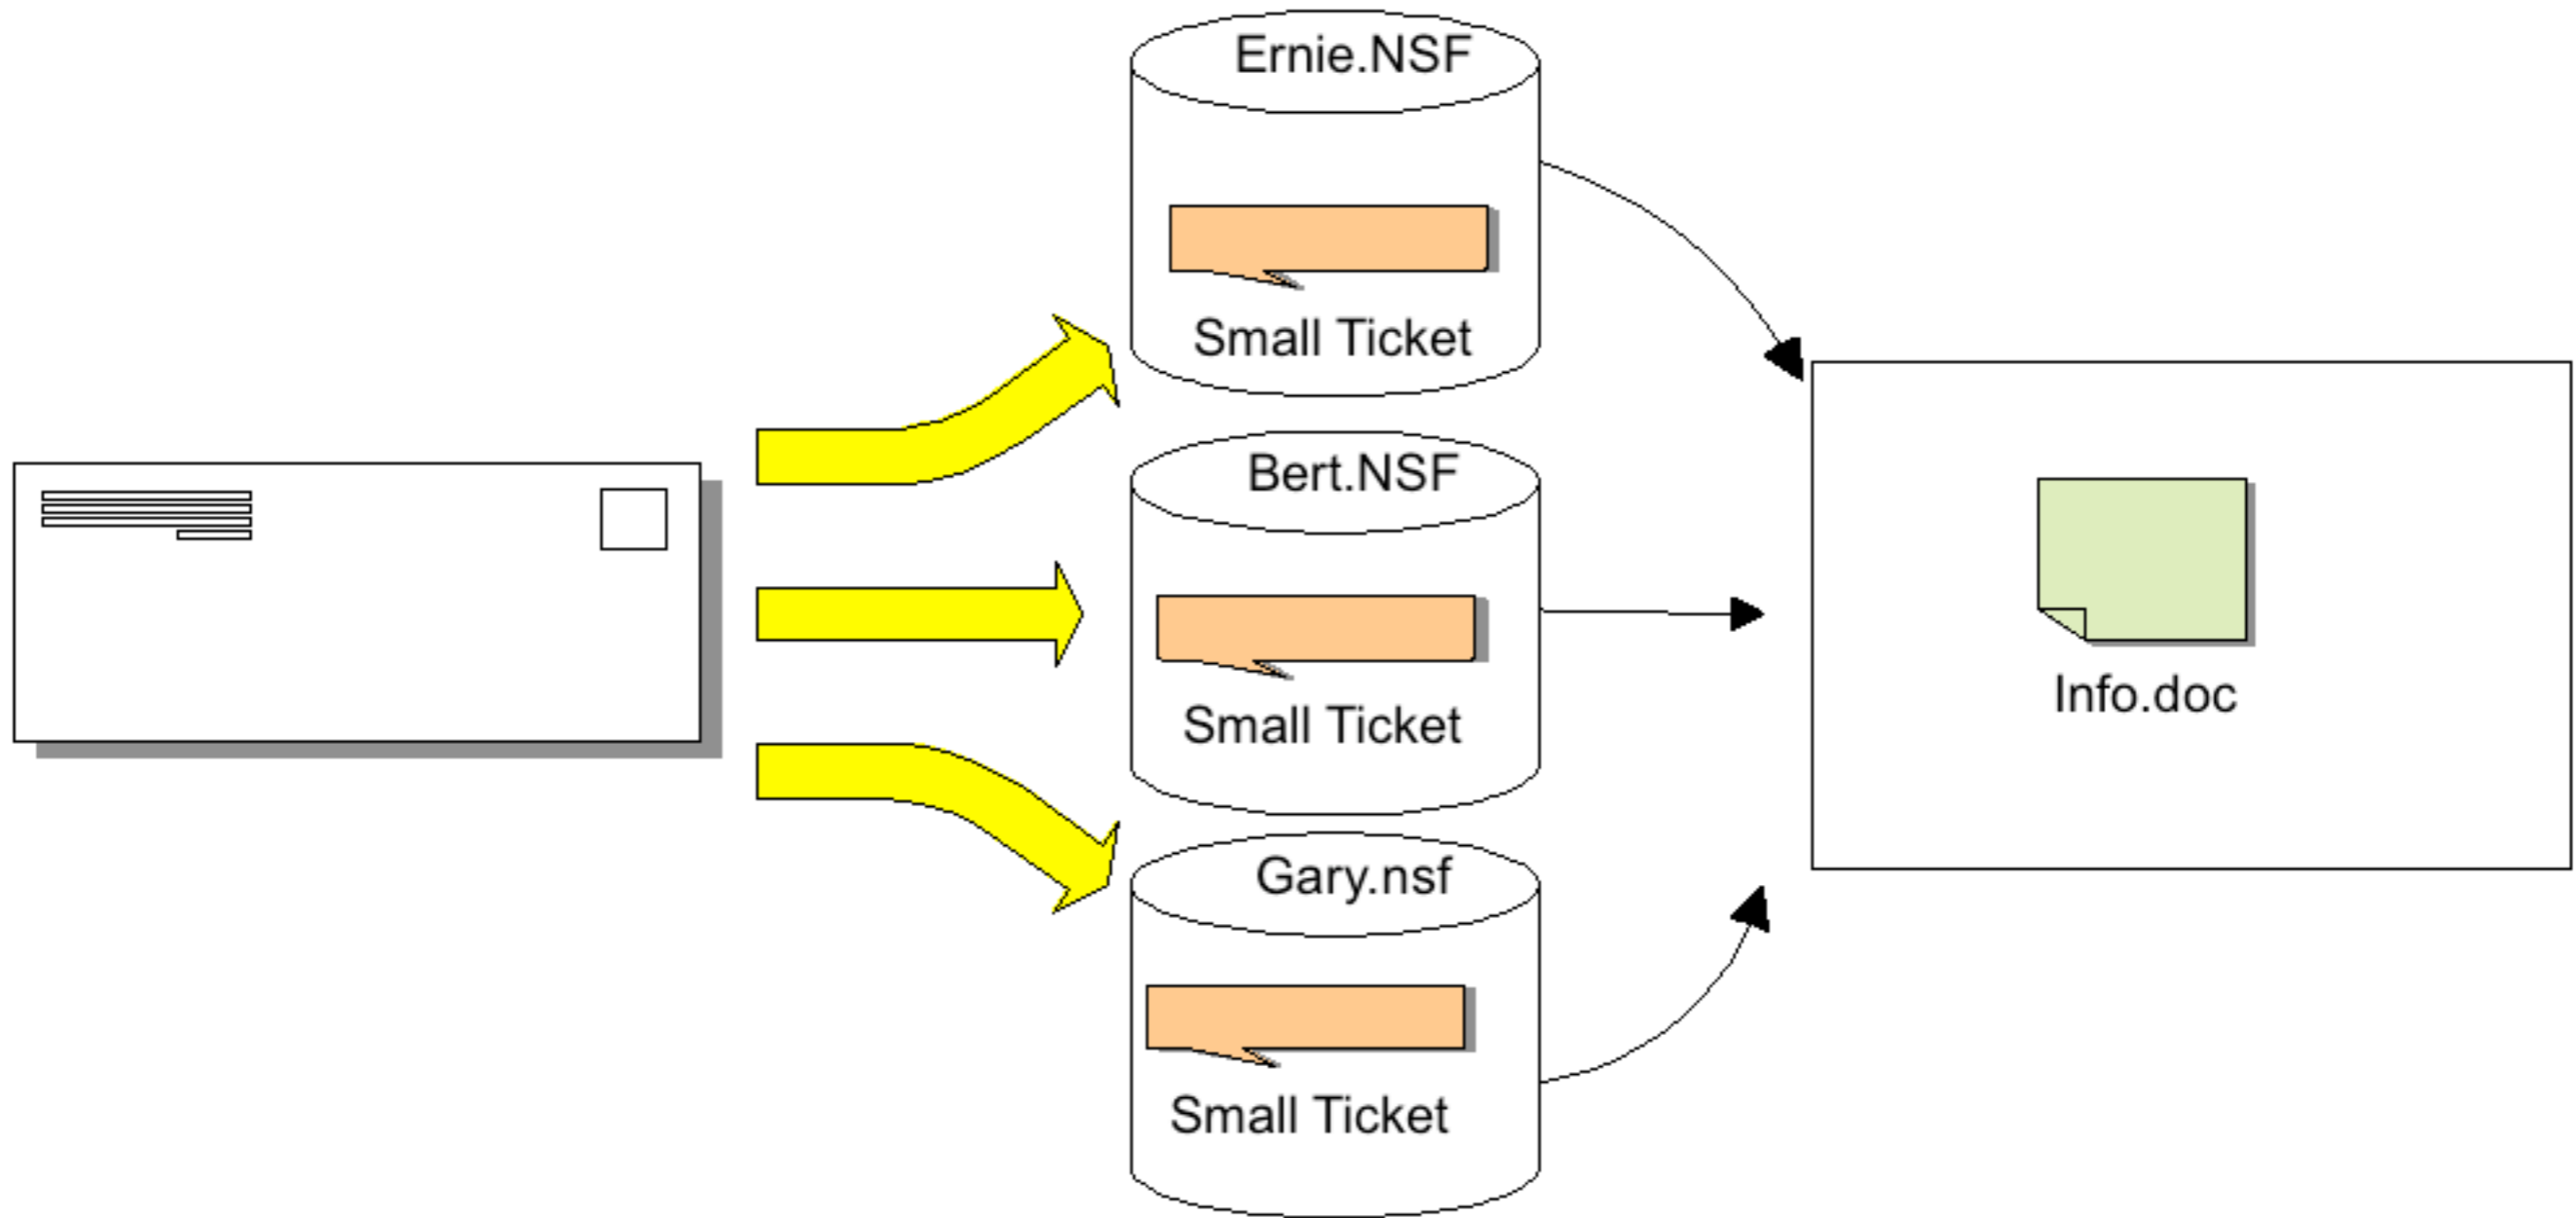 Ernie.NSF
Small Ticket
Bert.NSF
Small Ticket
Info.doc
Gary.nsf
Small Ticket